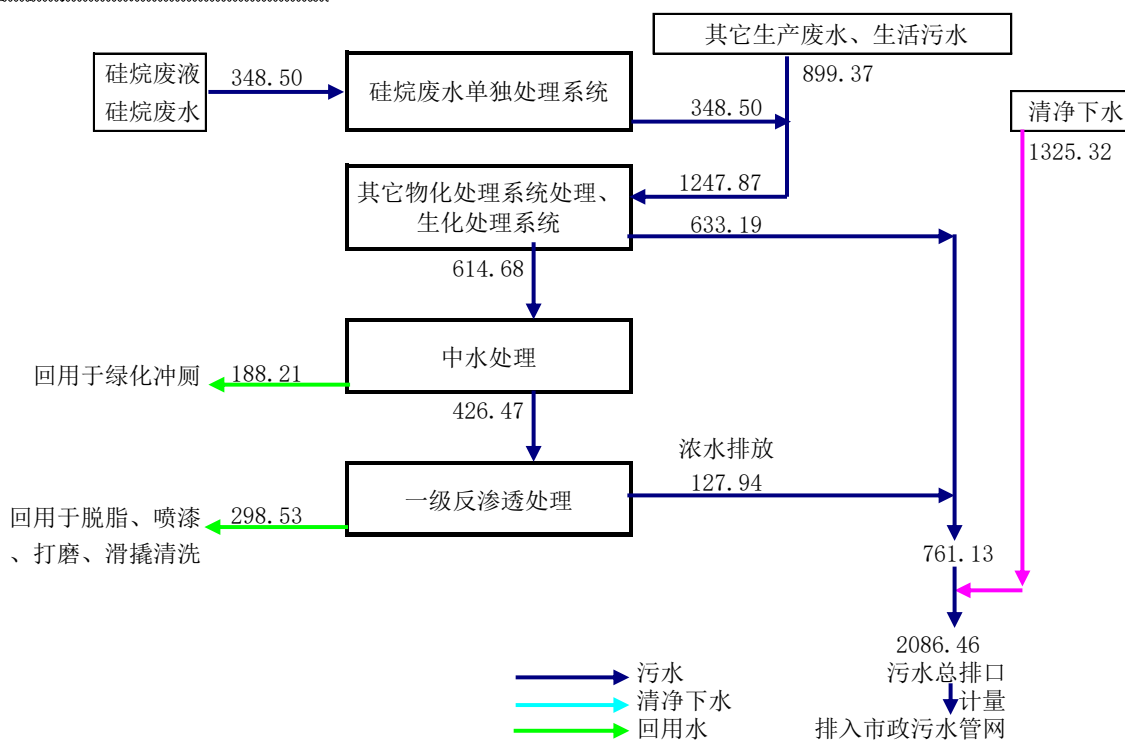 其它生产废水、生活污水
899.37
硅烷废液
硅烷废水
348.50
硅烷废水单独处理系统
348.50
清净下水
1325.32
1247.87
其它物化处理系统处理、
生化处理系统
633.19
614.68
中水处理
回用于绿化冲厕
188.21
426.47
浓水排放
127.94
一级反渗透处理
回用于脱脂、喷漆
、打磨、滑撬清洗
298.53
761.13
2086.46
污水总排口
计量
排入市政污水管网
污水
清净下水
回用水